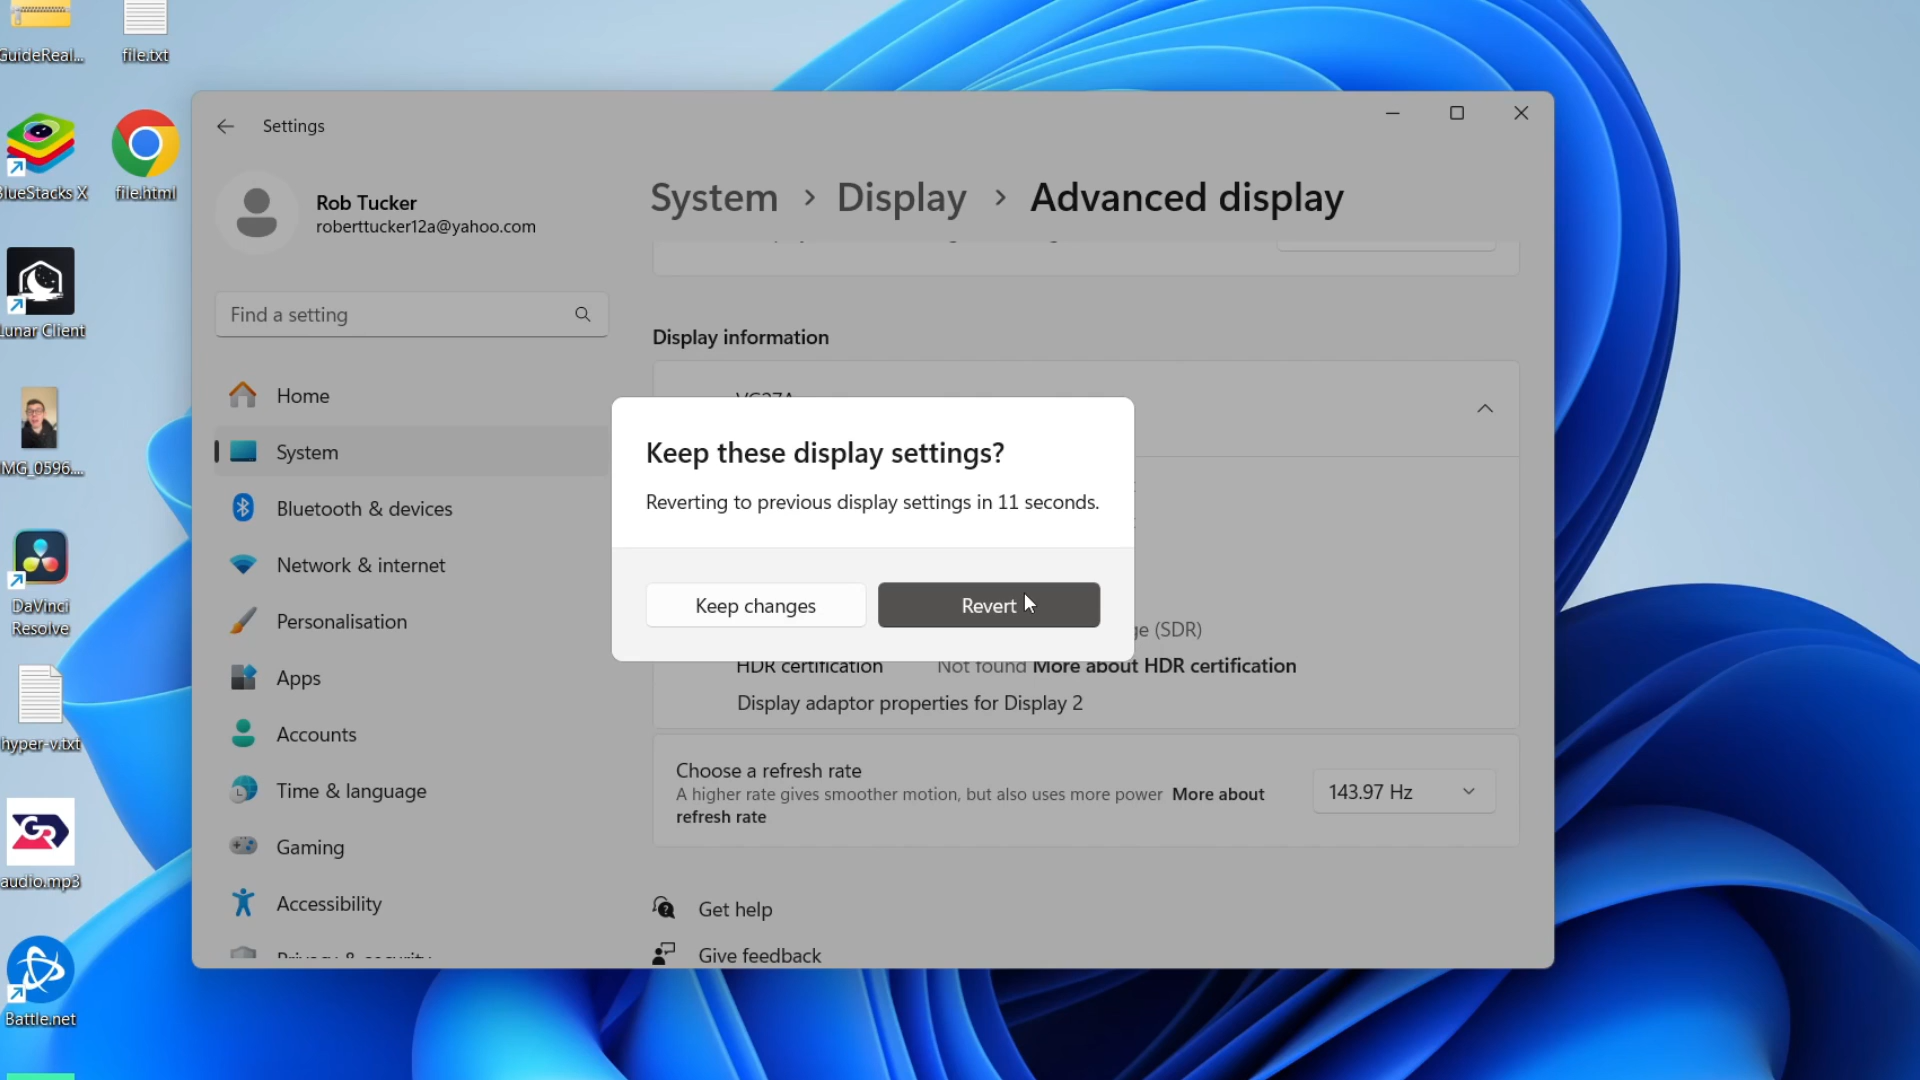 GuideReal...
file.txt
BlueStacks X
file.html
Lunar Client
MG_0596....
DaVinci
Resolve
hyper-v.txt
audio.mp3
Battle.net
Settings
Rob Tucker
roberttucker12a@yahoo.com
Find a setting
Home
System
Bluetooth & devices
Network & internet
Personalisation
Apps
Accounts
Time & language
Gaming
Accessibility
Privacy & security
System > Display > Advanced display
Display information
VG27A
Keep these display settings?
Reverting to previous display settings in 11 seconds.
Keep changes
Revert
(SDR)
HDR certification Not found More about HDR certification
Display adaptor properties for Display 2
Choose a refresh rate
A higher rate gives smoother motion, but also uses more power More about
refresh rate
143.97 Hz
Get help
Give feedback